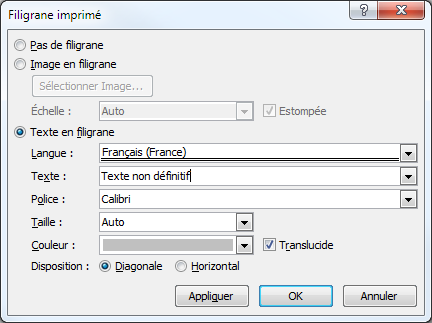 Filigrane imprimé
Pas de filigrane
Image en filigrane
Sélectionner Image...
Échelle : Auto Estompée
Texte en filigrane
Langue : Français (France)
Texte : Texte non définitif
Police : Calibri
Taille : Auto
Couleur : Translucide
Disposition : Diagonale Horizontal
Appliquer OK Annuler